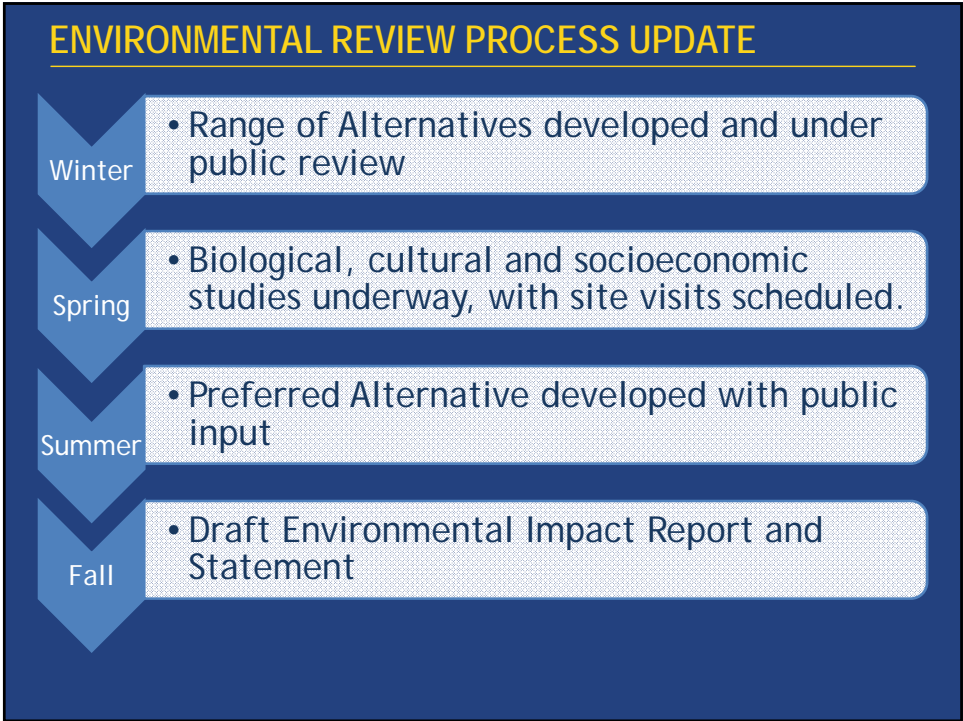 ENVIRONMENTAL REVIEW PROCESS UPDATE
Winter
• Range of Alternatives developed and under
public review
Spring
• Biological, cultural and socioeconomic
studies underway, with site visits scheduled.
Summer
• Preferred Alternative developed with public
input
Fall
• Draft Environmental Impact Report and
Statement